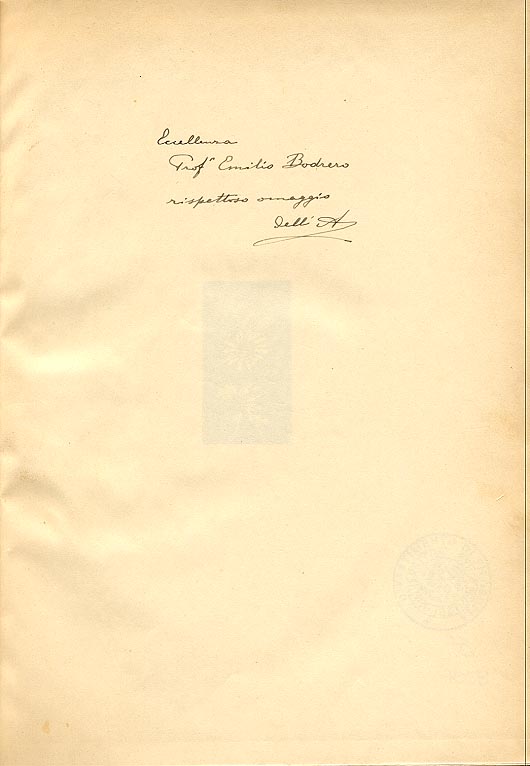 Eccellenza
Prof. Emilio Bodrero
rispettoso omaggio
dell'A